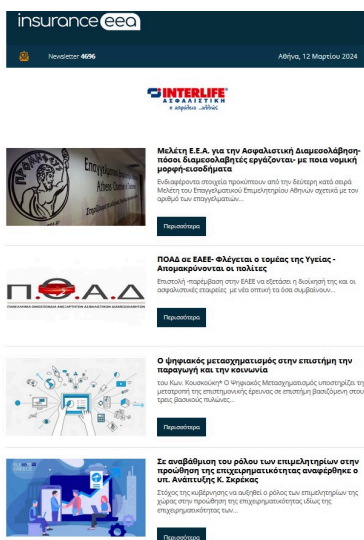 insurance eea
Newsletter 4696
Αθήνα, 12 Μαρτίου 2024
INTERLIFE
ΑΣΦΑΛΙΣΤΙΚΗ
η ασφάλεια ...αλλιώς
Μελέτη Ε.Ε.Α. για την Ασφαλιστική Διαμεσολάβηση-
πόσοι διαμεσολαβητές εργάζονται- με ποια νομική
μορφή-εισοδήματα
Ενδιαφέροντα στοιχεία προκύπτουν από την δεύτερη κατά σειρά
Μελέτη του Επαγγελματικού Επιμελητηρίου Αθηνών σχετικά με τον
αριθμό των επαγγελματιών...
Περισσότερα
Π.Ο.Α.Δ
ΠΟΑΔ σε ΕΑΕΕ- Φλέγεται ο τομέας της Υγείας -
Απομακρύνονται οι πολίτες
Επιστολή -παρέμβαση στην ΕΑΕΕ να εξετάσει η διοίκησή της και οι
ασφαλιστικές εταιρείες με νέα οπτική τα όσα συμβαίνουν...
Περισσότερα
Ο ψηφιακός μετασχηματισμός στην επιστήμη την
παραγωγή και την κοινωνία
του Κων. Κουσκούκη* Ο Ψηφιακός Μετασχηματισμός υποστηρίζει τη
μετατροπή της επιστημονικής έρευνας σε επιστήμη βασιζόμενη στου
τρεις βασικούς πυλώνες...
Περισσότερα
Σε αναβάθμιση του ρόλου των επιμελητηρίων στην
προώθηση της επιχειρηματικότητας αναφέρθηκε ο
υπ. Ανάπτυξης Κ. Σκρέκας
Στόχος της κυβέρνησης να αυξηθεί ο ρόλος των επιμελητηρίων της
χώρας στην προώθηση της επιχειρηματικότητας ιδίως της
επιχειρηματικότητας των...
Περισσότερα